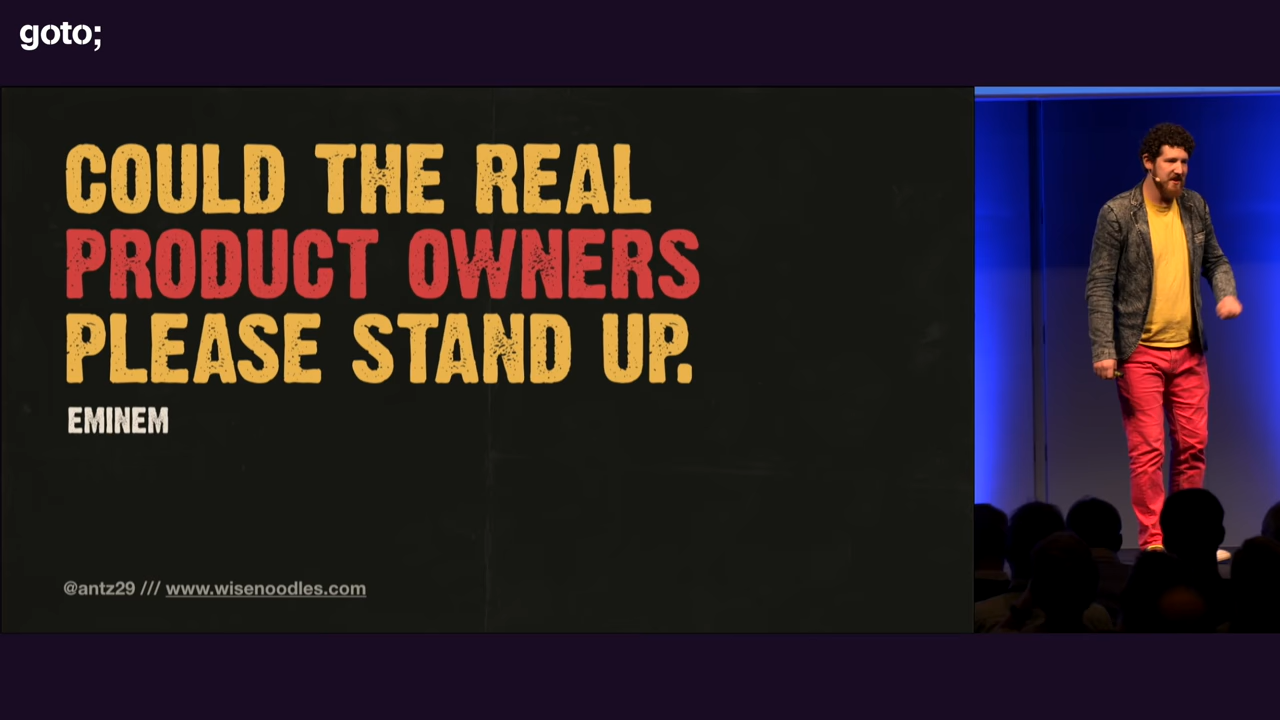 goto;
COULD THE REAL
PRODUCT OWNERS
PLEASE STAND UP.
EMINEM
@antz29 /// www.wisenoodles.com